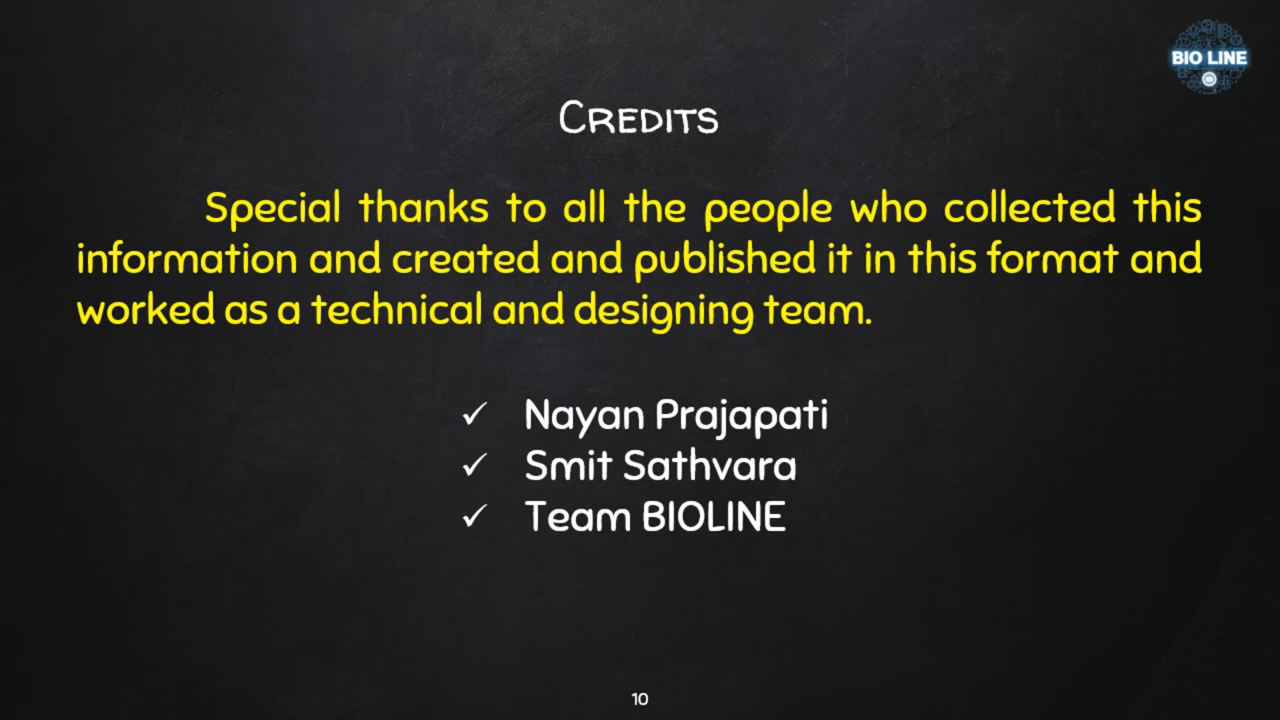 BIO LINE
CREDITS
Special thanks to all the people who collected this
information and created and published it in this format and
worked as a technical and designing team.
✓ Nayan Prajapati
✓ Smit Sathvara
✓ Team BIOLINE
10